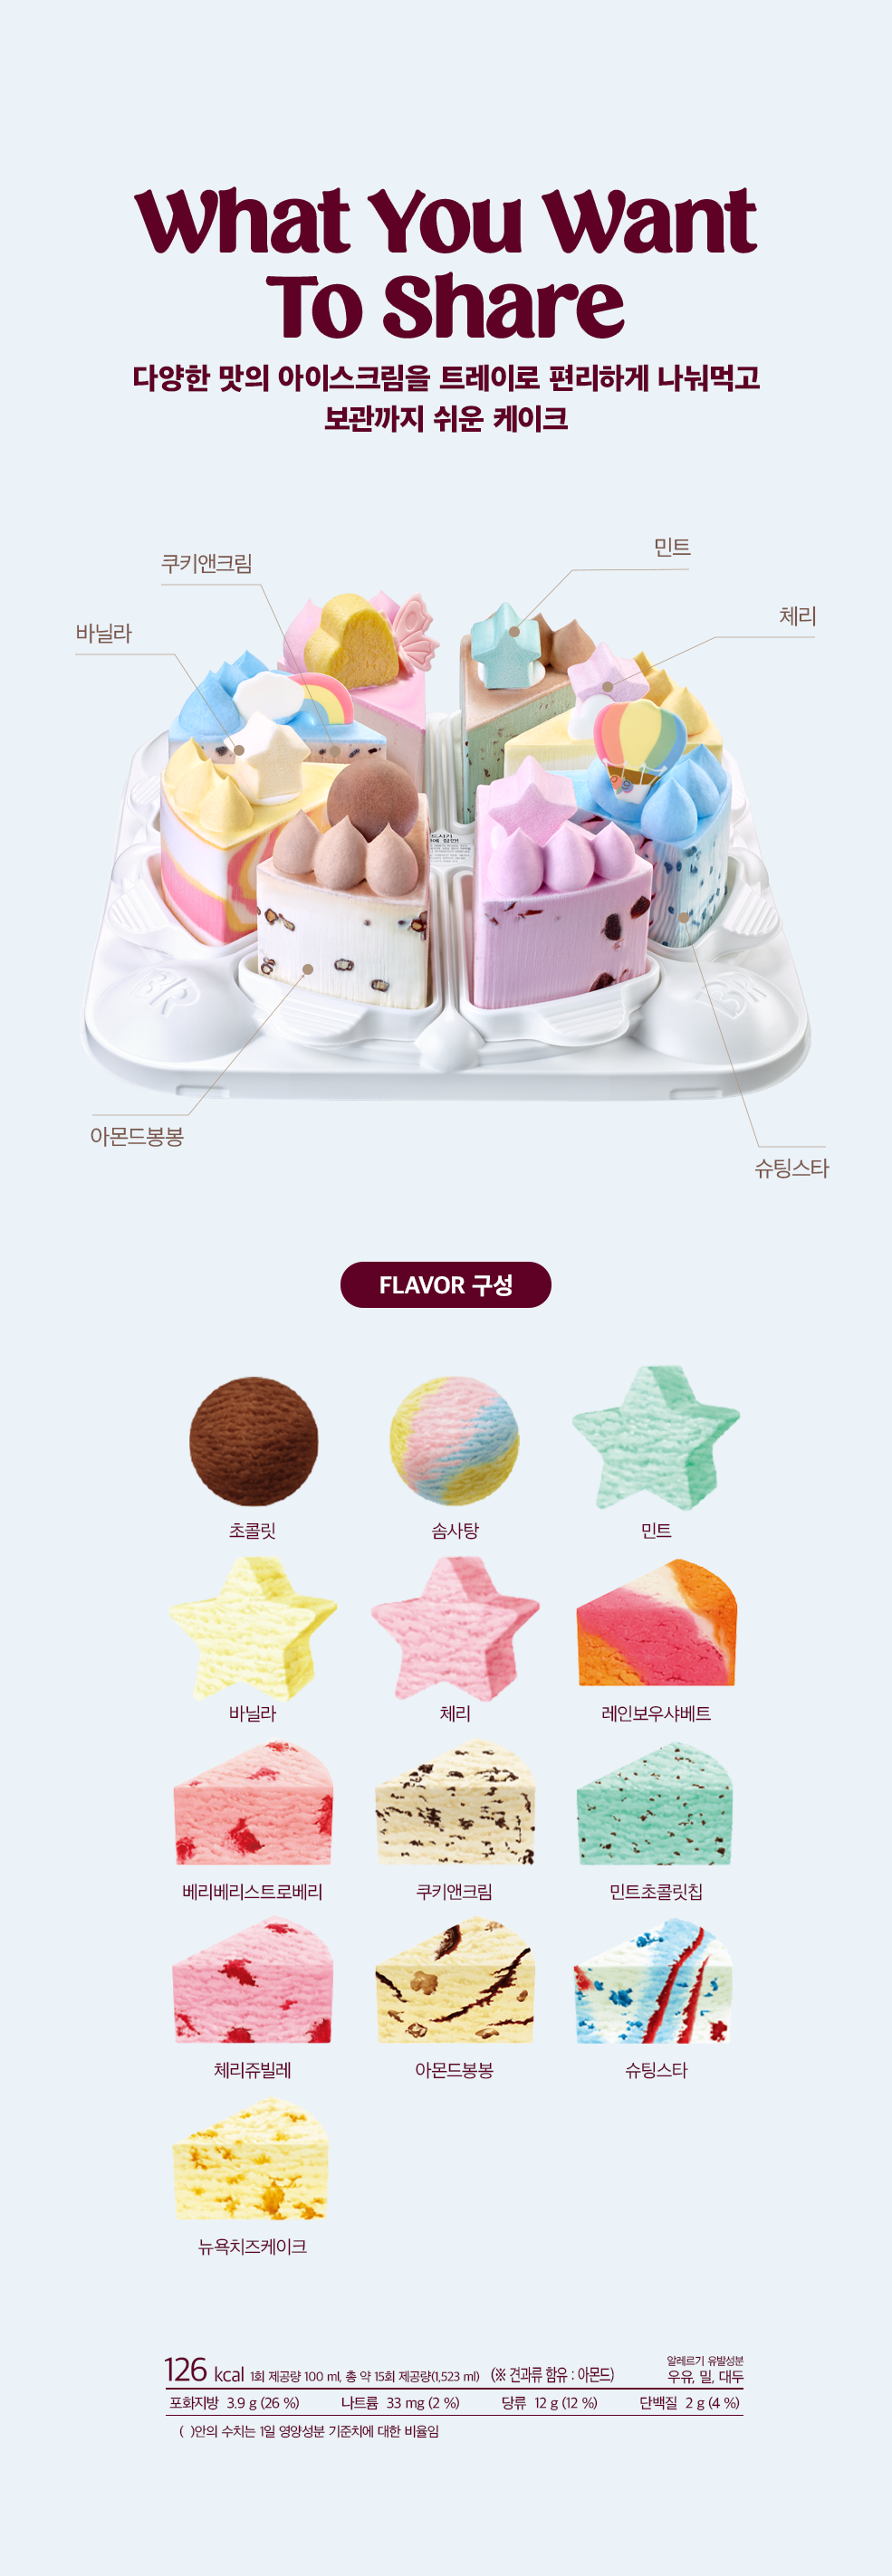 What You Want
To Share
다양한 맛의 아이스크림을 트레이로 편리하게 나눠먹고
보관까지 쉬운 케이크
쿠키앤크림
민트
바닐라
체리
BR
BR
아몬드봉봉
슈팅스타
FLAVOR 구성
초콜릿
솜사탕
민트
바닐라
체리
레인보우샤베트
베리베리스트로베리
쿠키앤크림
민트초콜릿칩
체리쥬빌레
아몬드봉봉
슈팅스타
뉴욕치즈케이크
126 kcal 1회 제공량 100 ml, 총 약 15회 제공량(1,523 ml) (※ 견과류 함유 : 아몬드)
알레르기 유발성분
우유, 밀, 대두
포화지방 3.9 g (26 %) 나트륨 33 mg (2 %) 당류 12 g (12 %) 단백질 2 g (4 %)
( )안의 수치는 1일 영양성분 기준치에 대한 비율임